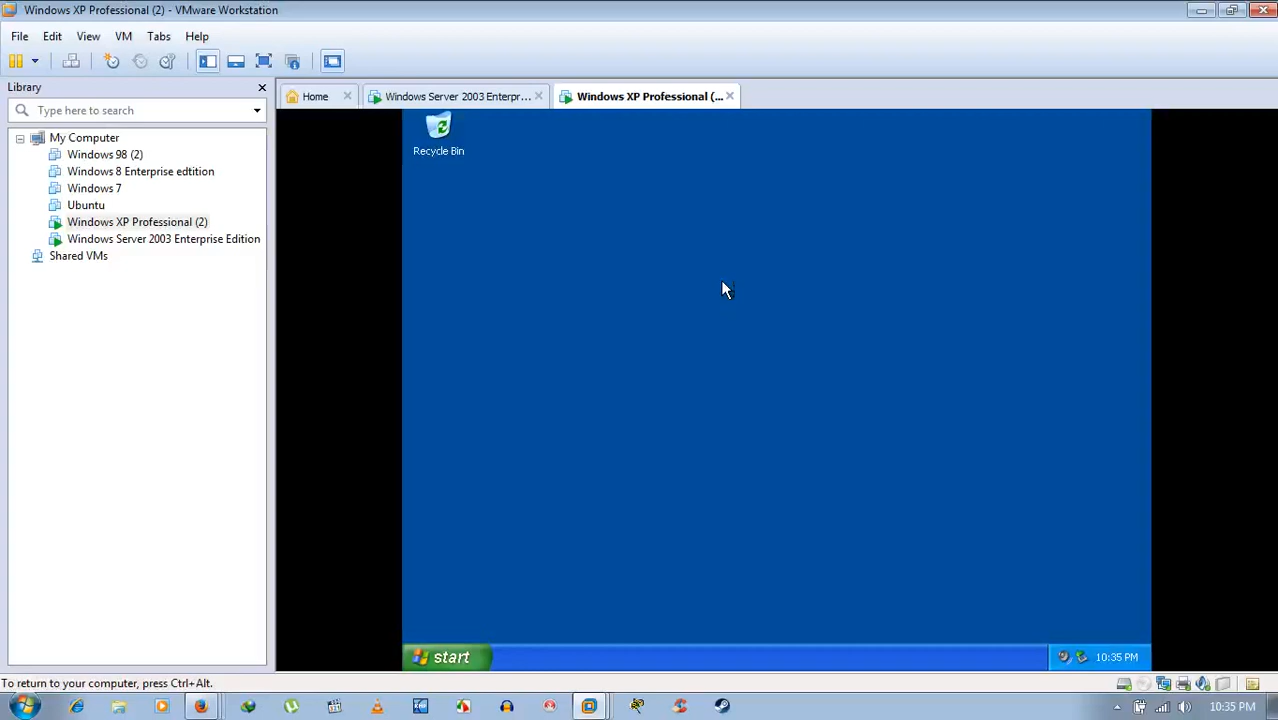 Windows XP Professional (2) - VMware Workstation
File Edit View VM Tabs Help
Library
Type here to search
My Computer
Windows 98 (2)
Windows 8 Enterprise edtition
Windows 7
Ubuntu
Windows XP Professional (2)
Windows Server 2003 Enterprise Edition
Shared VMs
Home
Windows Server 2003 Enterpr...
Windows XP Professional (...
Recycle Bin
start
10:35 PM
To return to your computer, press Ctrl+Alt.
10:35 PM